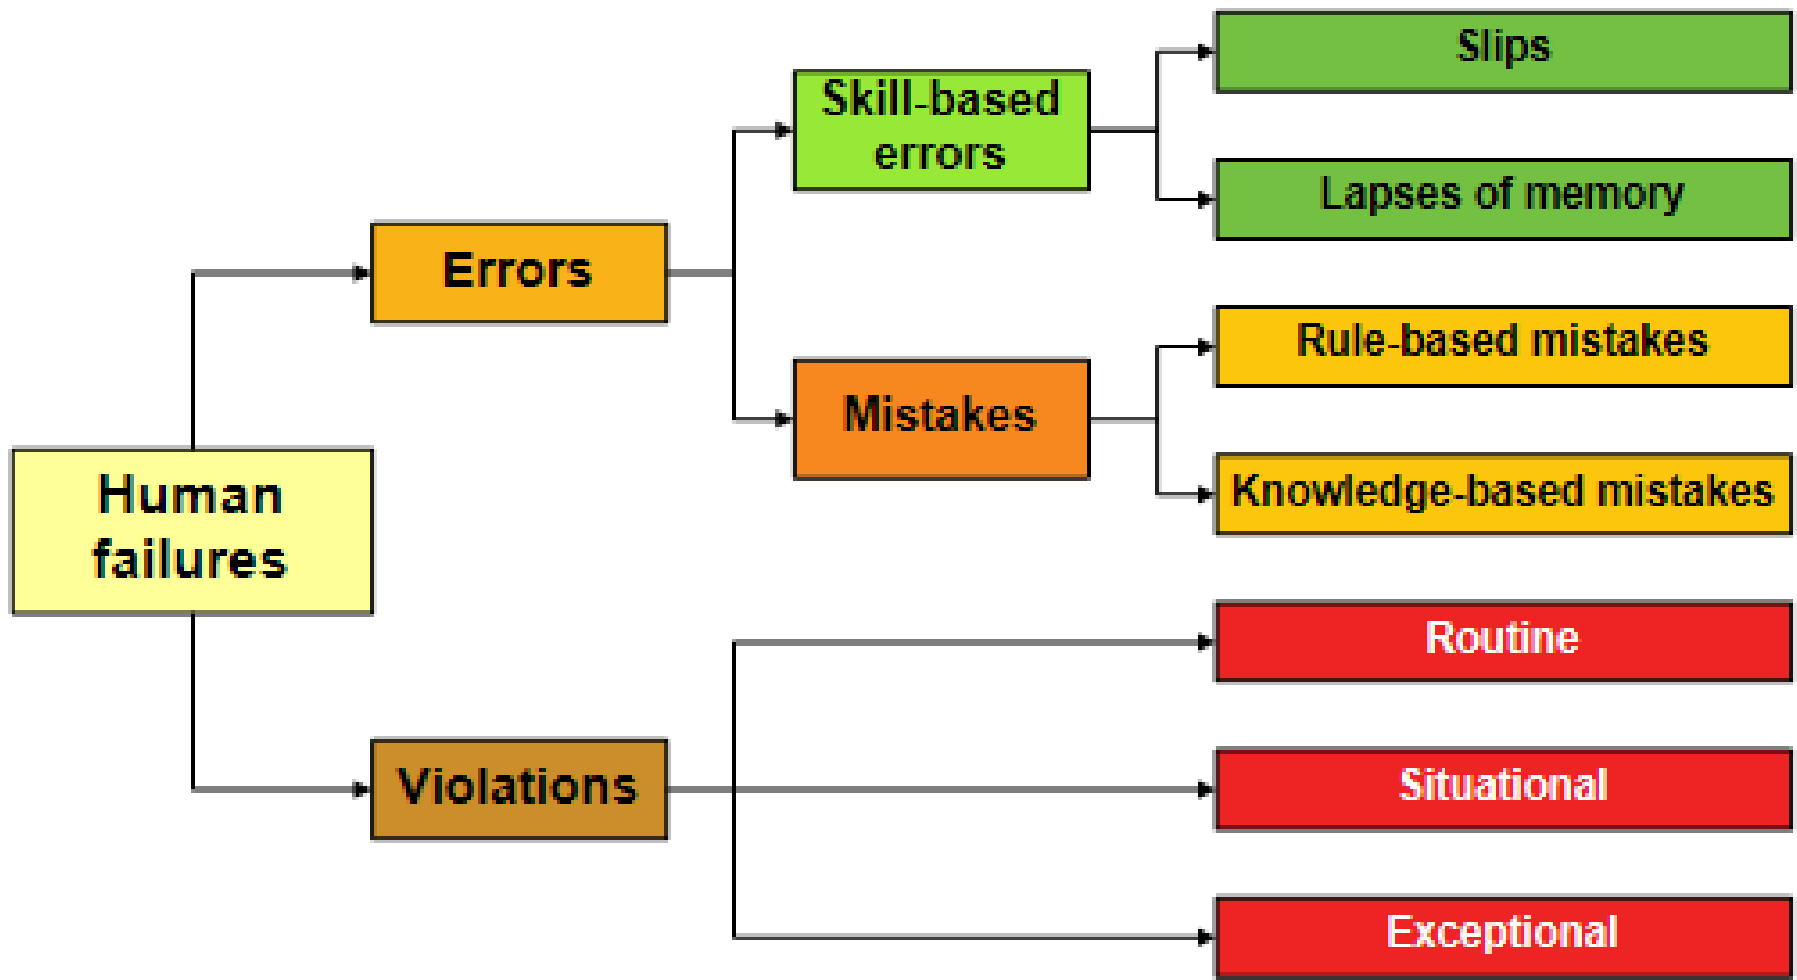 Slips
Skill-based
errors
Lapses of memory
Errors
Rule-based mistakes
Mistakes
Knowledge-based mistakes
Human
failures
Routine
Violations
Situational
Exceptional